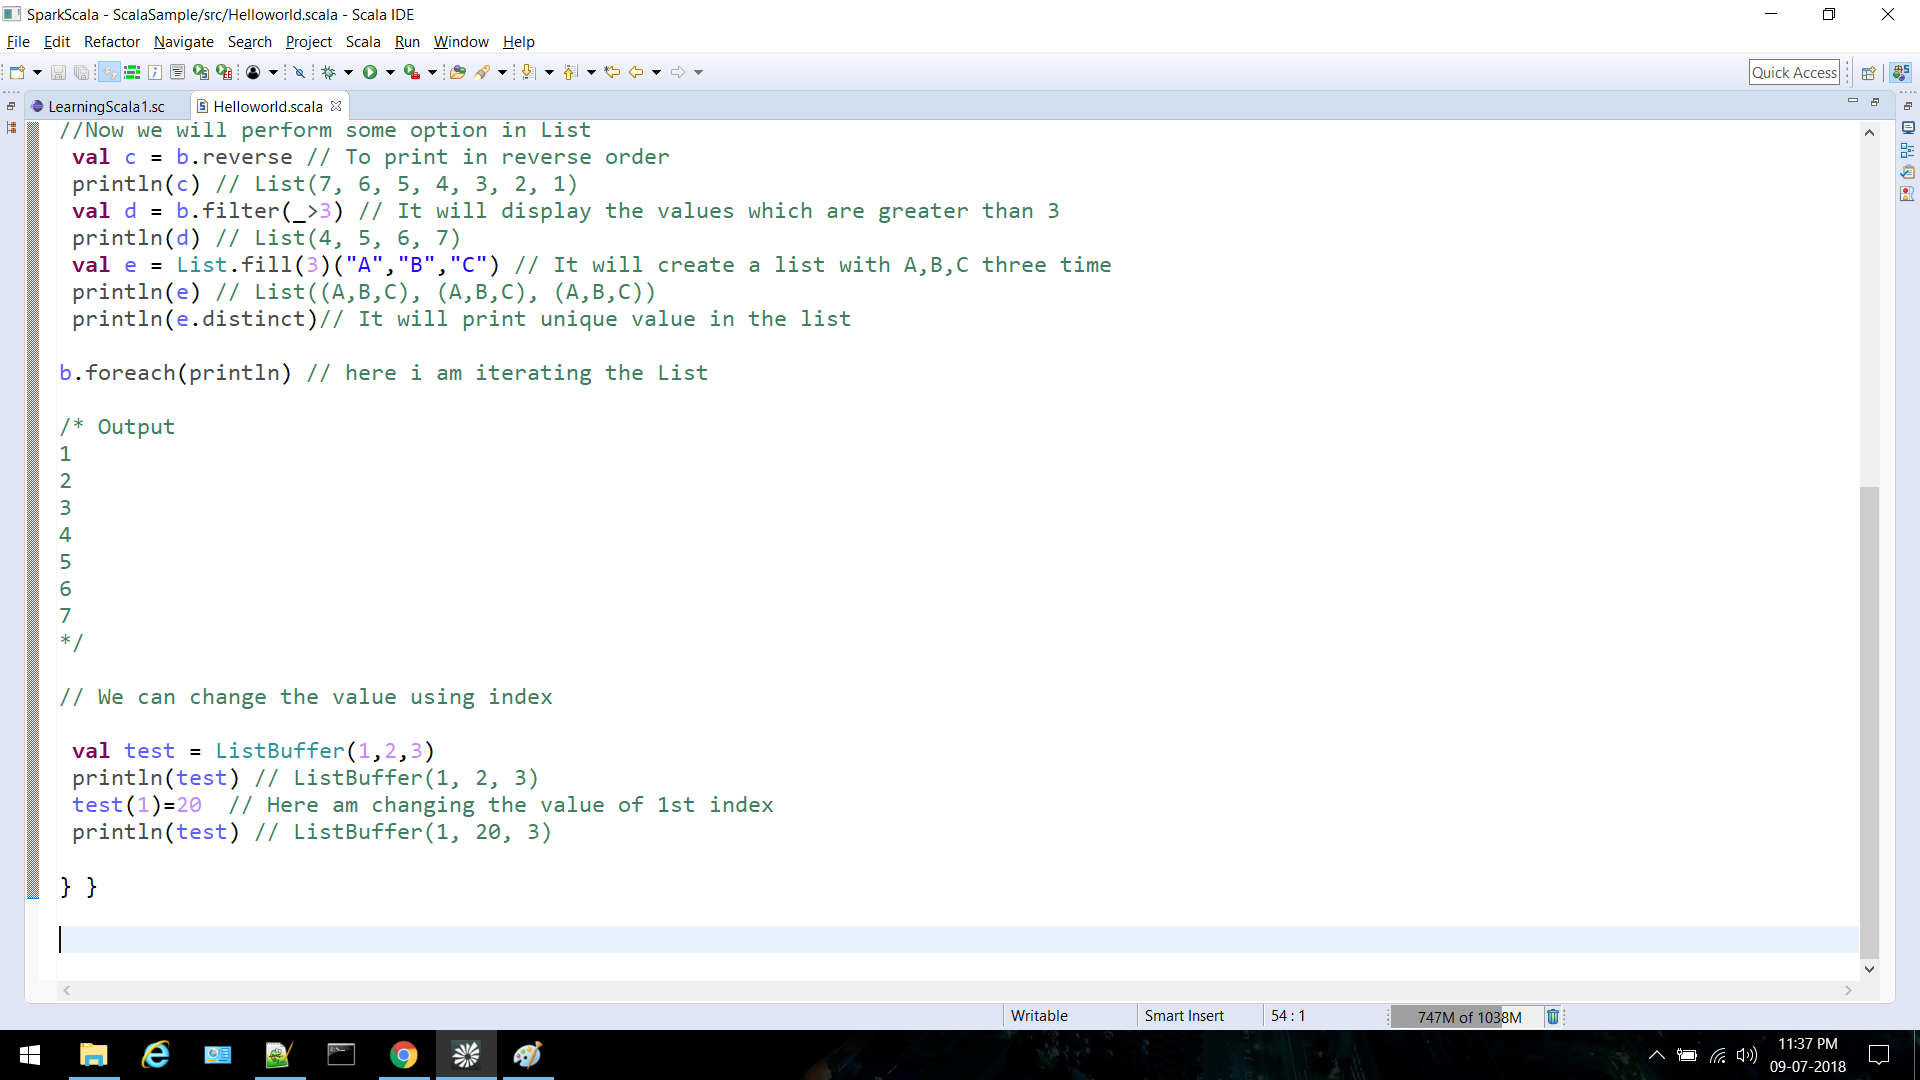 SparkScala - ScalaSample/src/Helloworld.scala - Scala IDE
File Edit Refactor Navigate Search Project Scala Run Window Help
Quick Access
LearningScala1.sc Helloworld.scala
//Now we will perform some option in List
val c = b.reverse // To print in reverse order
println(c) // List(7, 6, 5, 4, 3, 2, 1)
val d = b.filter(_>3) // It will display the values which are greater than 3
println(d) // List(4, 5, 6, 7)
val e = List.fill(3)("A","B","C") // It will create a list with A,B,C three time
println(e) // List((A,B,C), (A,B,C), (A,B,C))
println(e.distinct)// It will print unique value in the list
b.foreach(println) // here i am iterating the List
/* Output
1
2
3
4
5
6
7
*/
// We can change the value using index
val test = ListBuffer(1,2,3)
println(test) // ListBuffer(1, 2, 3)
test(1)=20  // Here am changing the value of 1st index
println(test) // ListBuffer(1, 20, 3)
} }
Writable Smart Insert 54 : 1 747M of 1038M
11:37 PM
09-07-2018